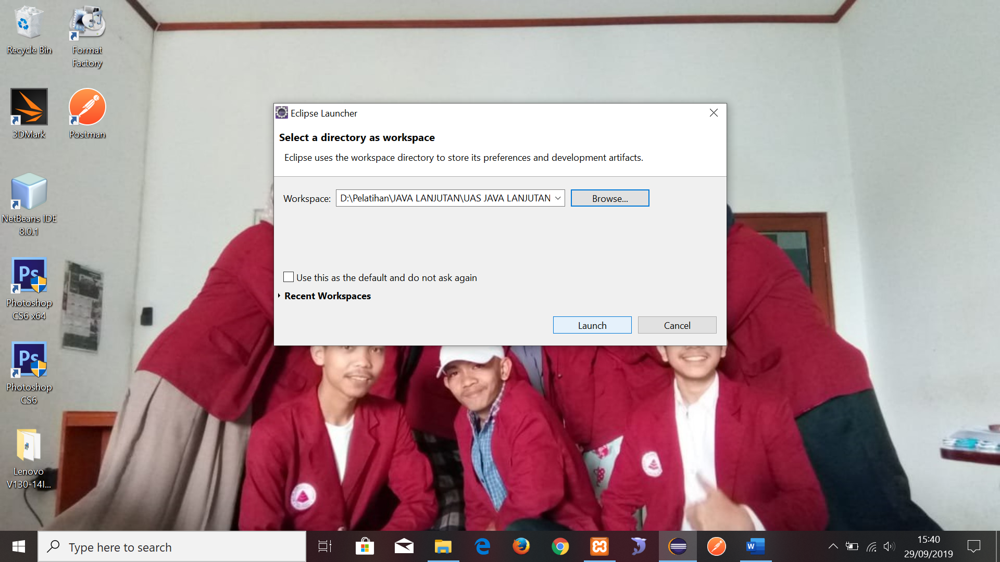 Recycle Bin
Format
Factory
3DMark
Postman
NetBeans IDE
8.0.1
Ps
Photoshop
CS6 x64
Ps
Photoshop
CS6
Lenovo
V130-14I...
Eclipse Launcher
Select a directory as workspace
Eclipse uses the workspace directory to store its preferences and development artifacts.
Workspace: D:\Pelatihan\JAVA LANJUTAN\UAS JAVA LANJUTAN Browse...
Use this as the default and do not ask again
Recent Workspaces
Launch Cancel
Type here to search
W
15:40
29/09/2019